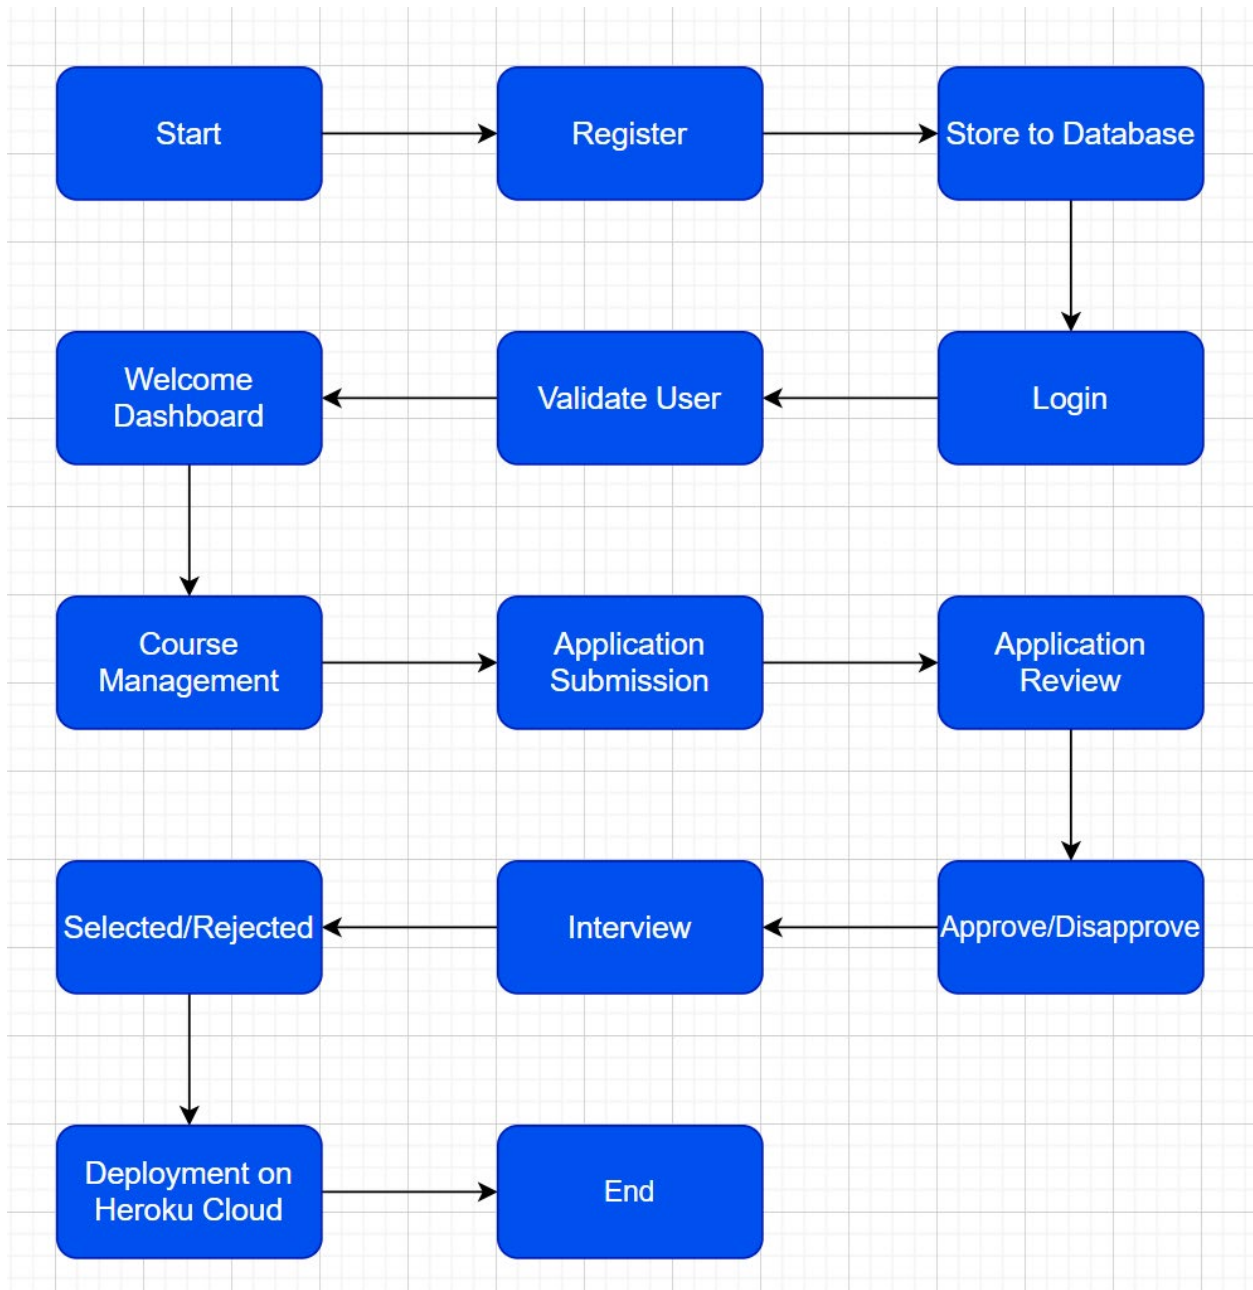 Start
Register
Store to Database
Login
Validate User
Welcome
Dashboard
Course
Management
Application
Submission
Application
Review
Approve/Disapprove
Interview
Selected/Rejected
Deployment on
Heroku Cloud
End